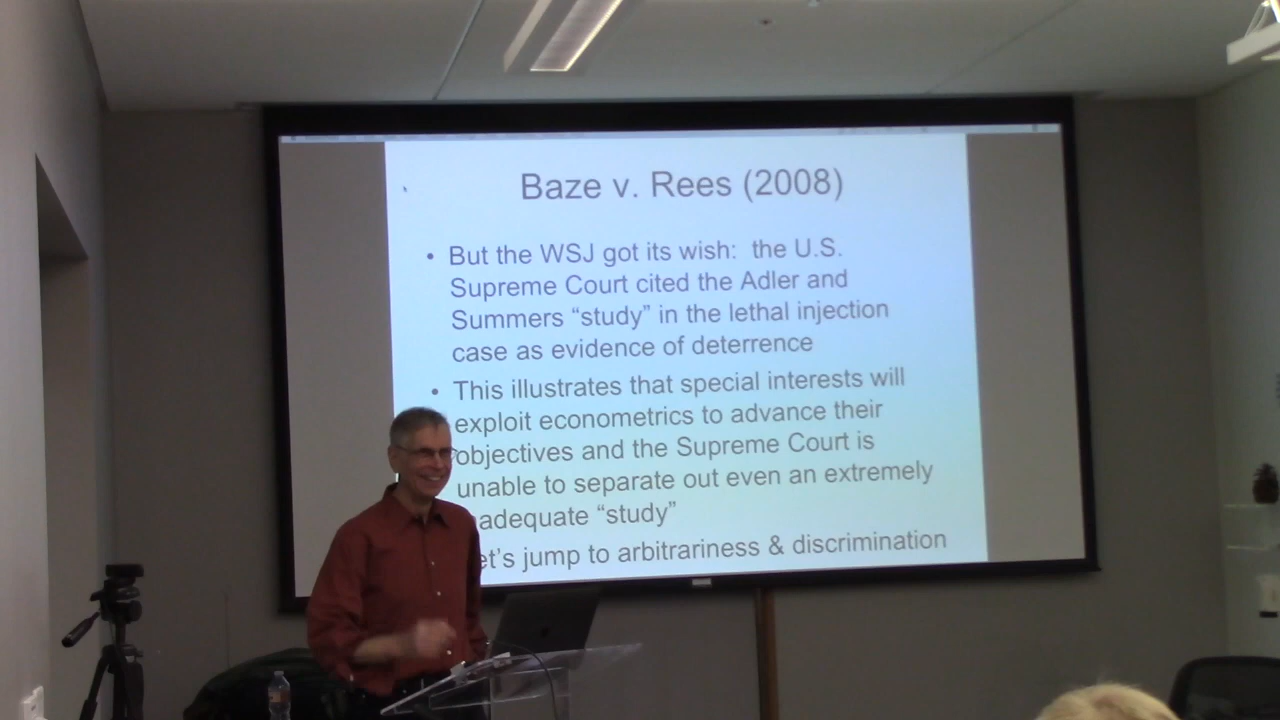 Baze v. Rees (2008)
• But the WSJ got its wish: the U.S.
Supreme Court cited the Adler and
Summers “study” in the lethal injection
case as evidence of deterrence
• This illustrates that special interests will
exploit econometrics to advance their
objectives and the Supreme Court is
unable to separate out even an extremely
adequate “study”
et’s jump to arbitrariness & discrimination